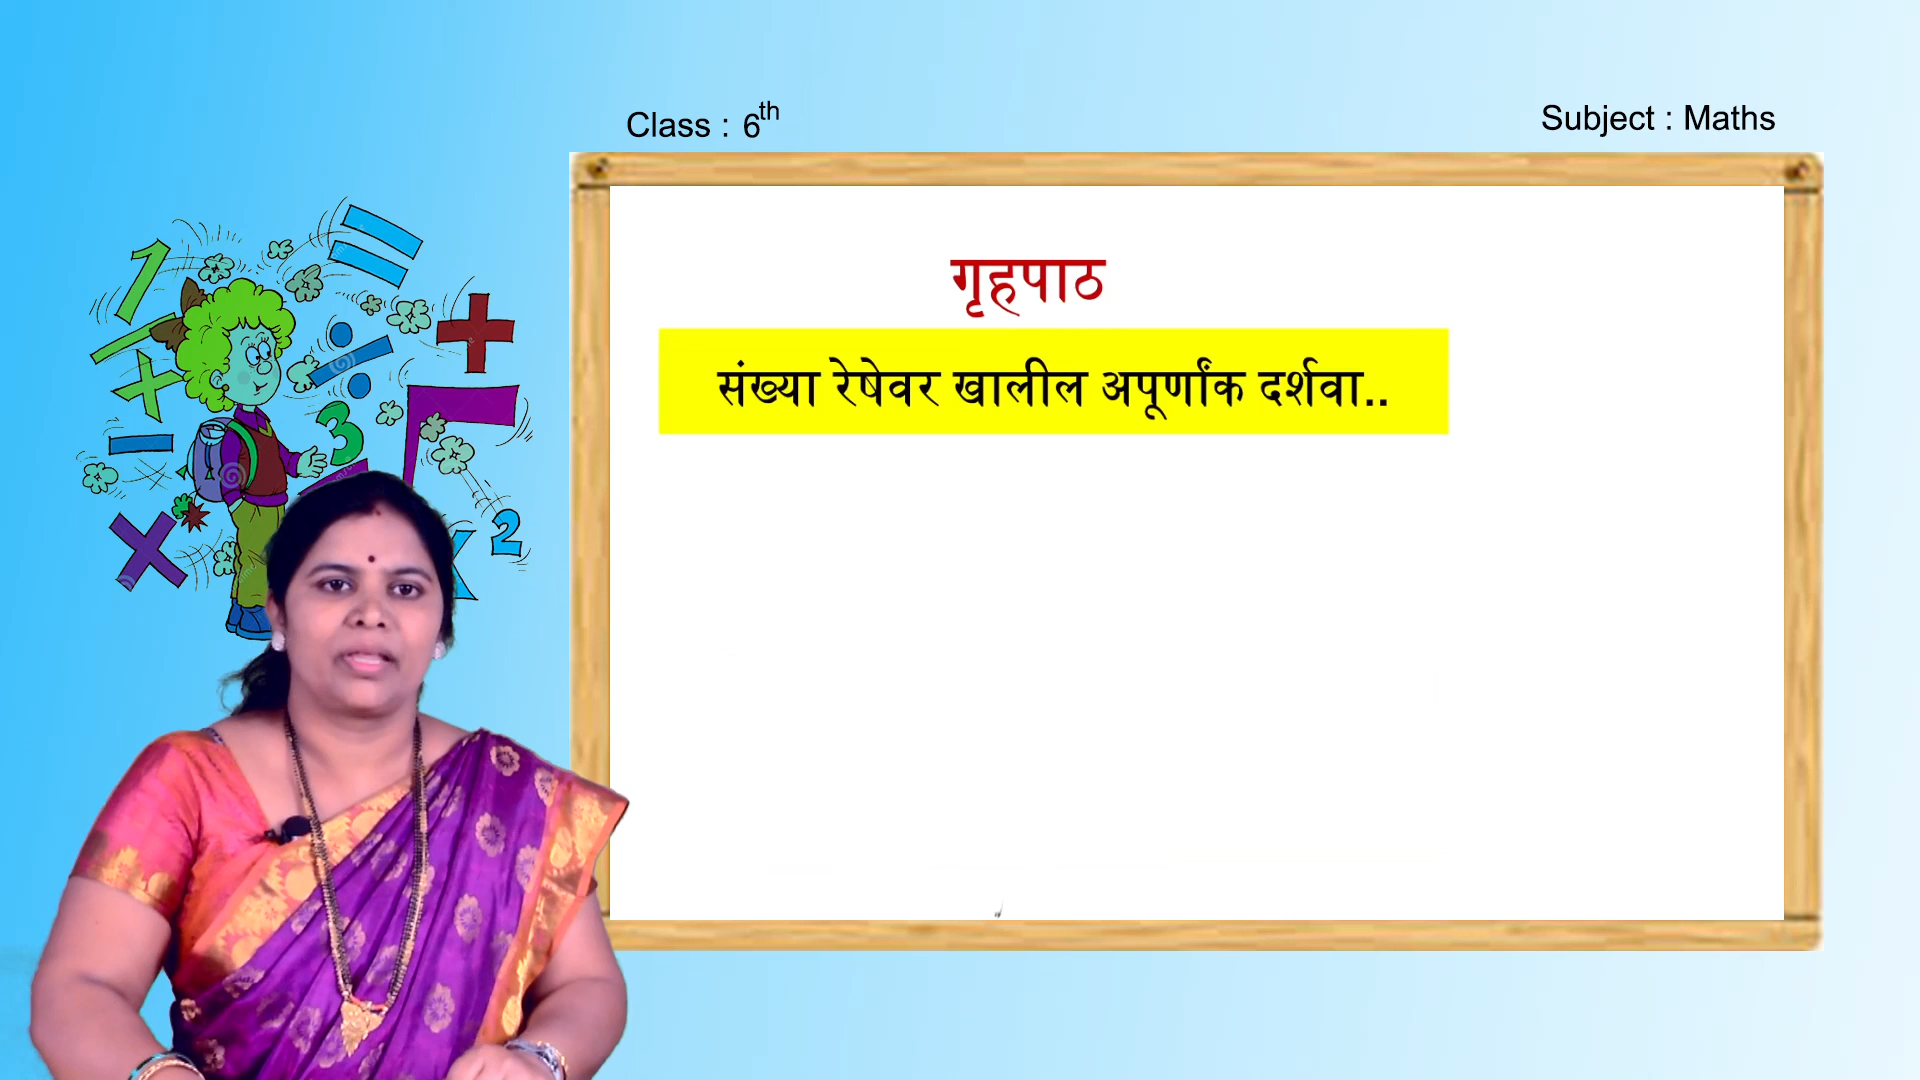 Class : 6th
Subject : Maths
गृहपाठ
संख्या रेषेवर खालील अपूर्णांक दर्शवा..